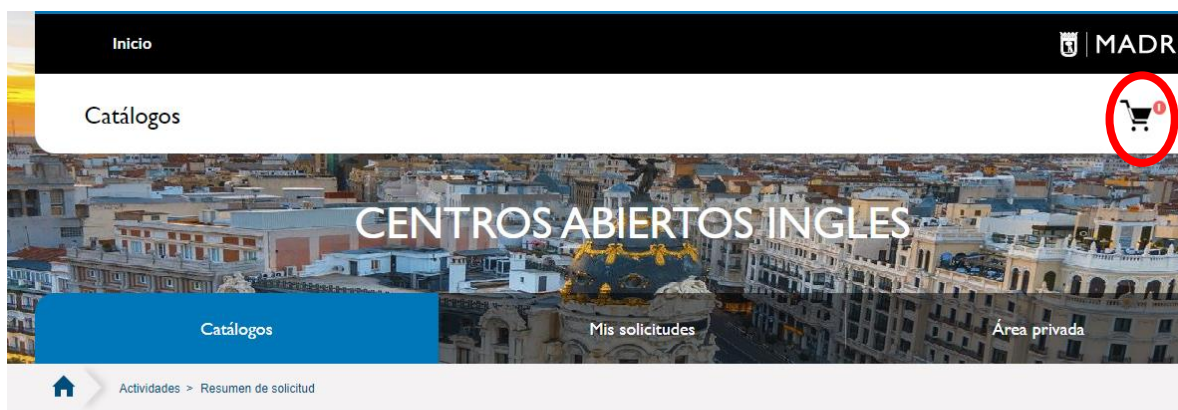 Inicio
MADR
Catálogos
CENTROS ABIERTOS INGLES
Catálogos
Mis solicitudes
Área privada
Actividades > Resumen de solicitud